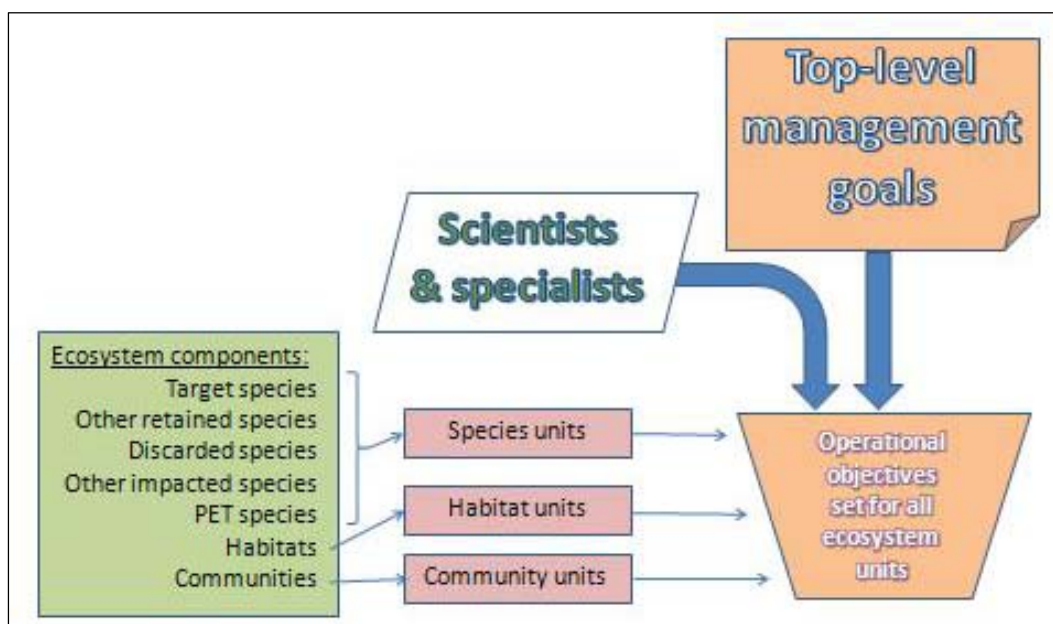 Top-level
management
goals
Scientists
& specialists
Ecosystem components:
Target species
Other retained species
Discarded species
Other impacted species
PET species
Habitats
Communities
Species units
Habitat units
Community units
Operational
objectives
set for all
ecosystem
units